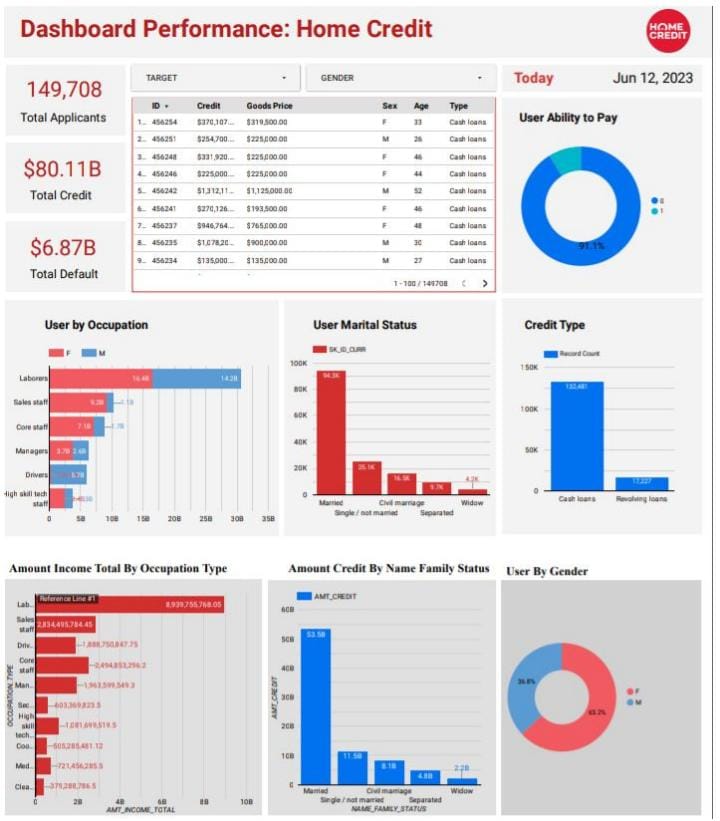 Dashboard Performance: Home Credit
HOME
CREDIT
149,708
Total Applicants
$80.11B
Total Credit
$6.87B
Total Default
TARGET
GENDER
ID Credit Goods Price Sex Age Type
1.. 456254 $370,107... $319,500.00 F 33 Cash loans
2.. 456251 $254,700... $225,000.00 M 26 Cash loans
3.. 456248 $331,920... $225,000.00 F 46 Cash loans
4.. 456246 $225,000... $225,000.00 F 44 Cash loans
5.. 456242 $1,312,11... $1,125,000.00 M 52 Cash loans
6.. 456241 $270,126... $193,500.00 F 46 Cash loans
7.. 456237 $946,764... $765,000.00 F 48 Cash loans
8.. 456235 $1,078,20... $900,000.00 M 30 Cash loans
9.. 456234 $135,000... $135,000.00 M 27 Cash loans
1 - 100 / 149708
Today Jun 12, 2023
User Ability to Pay
91.1%
0
1
User by Occupation
F M
Laborers 16.4B 14.2B
Sales staff 9.2B 1.1B
Core staff 7.1B 1.7B
Managers 3.7B 2.6B
Drivers 5.7B
High skill tech
staff
0 5B 10B 15B 20B 25B 30B 35B
User Marital Status
SK_ID_CURR
100K
80K
60K
40K
20K
0
94.3K
25.1K
16.5K
9.7K
4.2K
Married Civil marriage Widow
Single / not married Separated
Credit Type
Record Count
150K
100K
50K
0
132,481
17,227
Cash loans Revolving loans
Amount Income Total By Occupation Type
Reference Line #1
OCCUPATION_TYPE
Lab... 8,939,755,768.05
Sales
staff 2,834,495,784.45
Driv... 1,888,750,847.75
Core
staff 2,494,853,296.2
Man... 1,963,599,549.3
Sec... 603,369,823.5
High
skill
tech... 1,081,699,519.5
Coo... 505,285,481.12
Med... 721,456,285.5
Clea... 379,288,786.5
0 2B 4B 6B 8B 10B
AMT_INCOME_TOTAL
Amount Credit By Name Family Status
AMT_CREDIT
60B
50B
40B
30B
20B
10B
0
AMT_CREDIT
53.5B
11.5B
8.1B
4.8B
2.2B
Married Civil marriage Widow
Single / not married Separated
NAME_FAMILY_STATUS
User By Gender
36.8%
63.2%
F
M